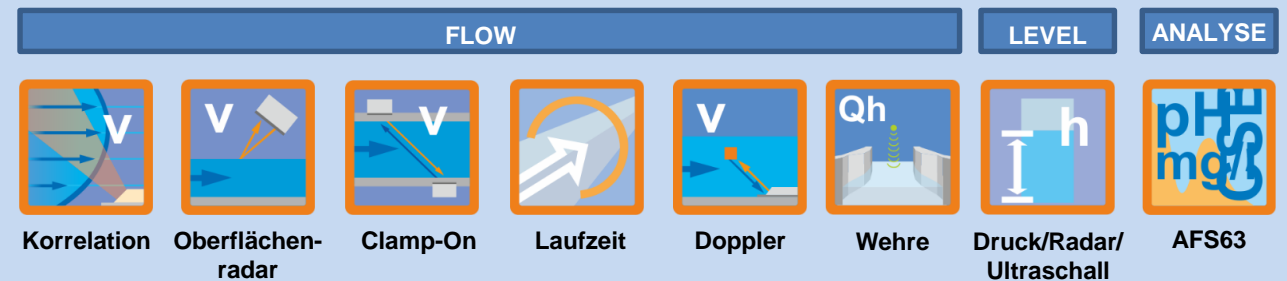 FLOW
LEVEL
ANALYSE
V
V
V
V
Qh
h
pH
mg/l
Korrelation
Oberflächen-
radar
Clamp-On
Laufzeit
Doppler
Wehre
Druck/Radar/
Ultraschall
AFS63